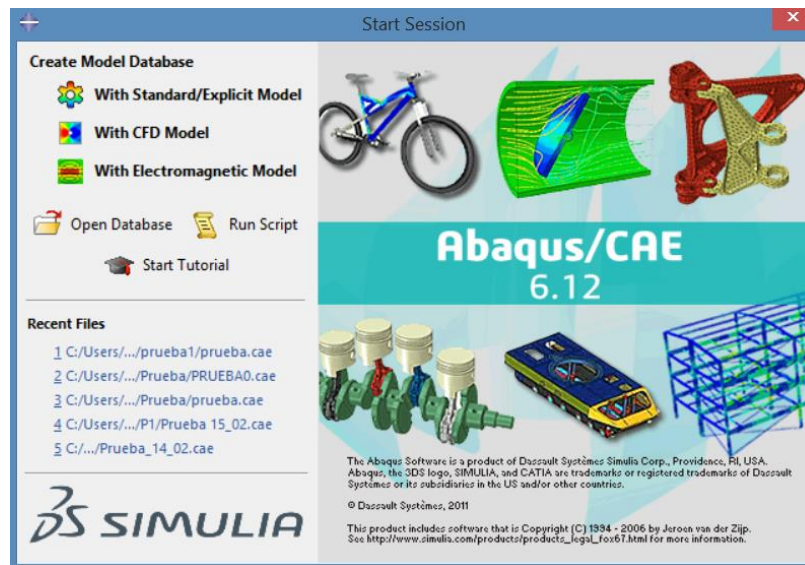 Start Session
Create Model Database
With Standard/Explicit Model
With CFD Model
With Electromagnetic Model
Open Database
Run Script
Start Tutorial
Recent Files
1 C:/Users/.../prueba1/prueba.cae
2 C:/Users/.../Prueba/PRUEBA0.cae
3 C:/Users/.../Prueba/prueba.cae
4 C:/Users/.../P1/Prueba 15_02.cae
5 C:/.../Prueba_14_02.cae
3S SIMULIA
Abaqus/CAE
6.12
The Abaqus Software is a product of Dassault Systèmes Simulia Corp., Providence, RI, USA.
Abaqus, the 3DS logo, SIMULIA, and CATIA are trademarks or registered trademarks of Dassault
Systèmes or its subsidiaries in the US and/or other countries.
© Dassault Systèmes, 2011
This product includes software that is Copyright (C) 1994 - 2006 by Jeroen van der Zijp.
See http://www.simulia.com/products/products_legal_fox67.html for more information.